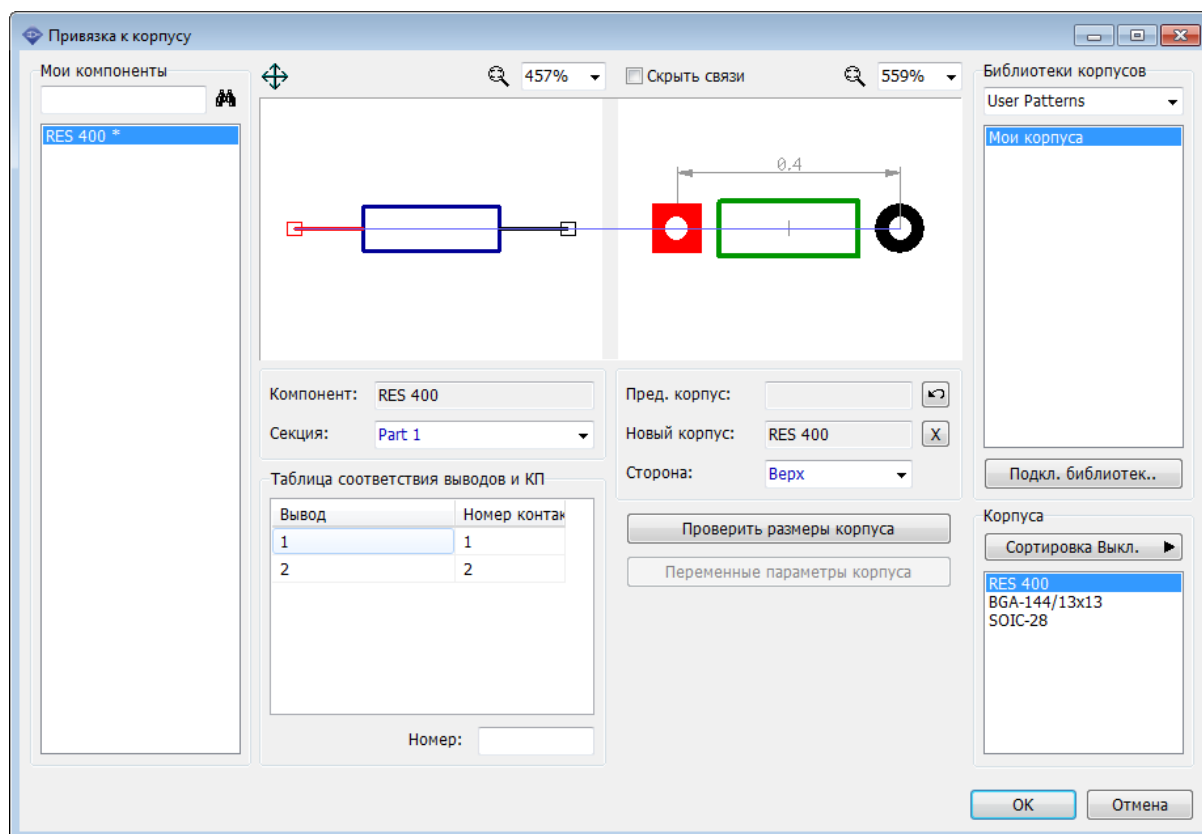 Привязка к корпусу
Мои компоненты
RES 400 *
457%
Скрыть связи
559%
0.4
Компонент:
RES 400
Секция:
Part 1
Таблица соответствия выводов и КП
Вывод
Номер контак
1
1
2
2
Номер:
Пред. корпус:
Новый корпус:
RES 400
X
Сторона:
Верх
Проверить размеры корпуса
Переменные параметры корпуса
Библиотеки корпусов
User Patterns
Мои корпуса
Подкл. библиотек..
Корпуса
Сортировка Выкл.
RES 400
BGA-144/13x13
SOIC-28
OK
Отмена